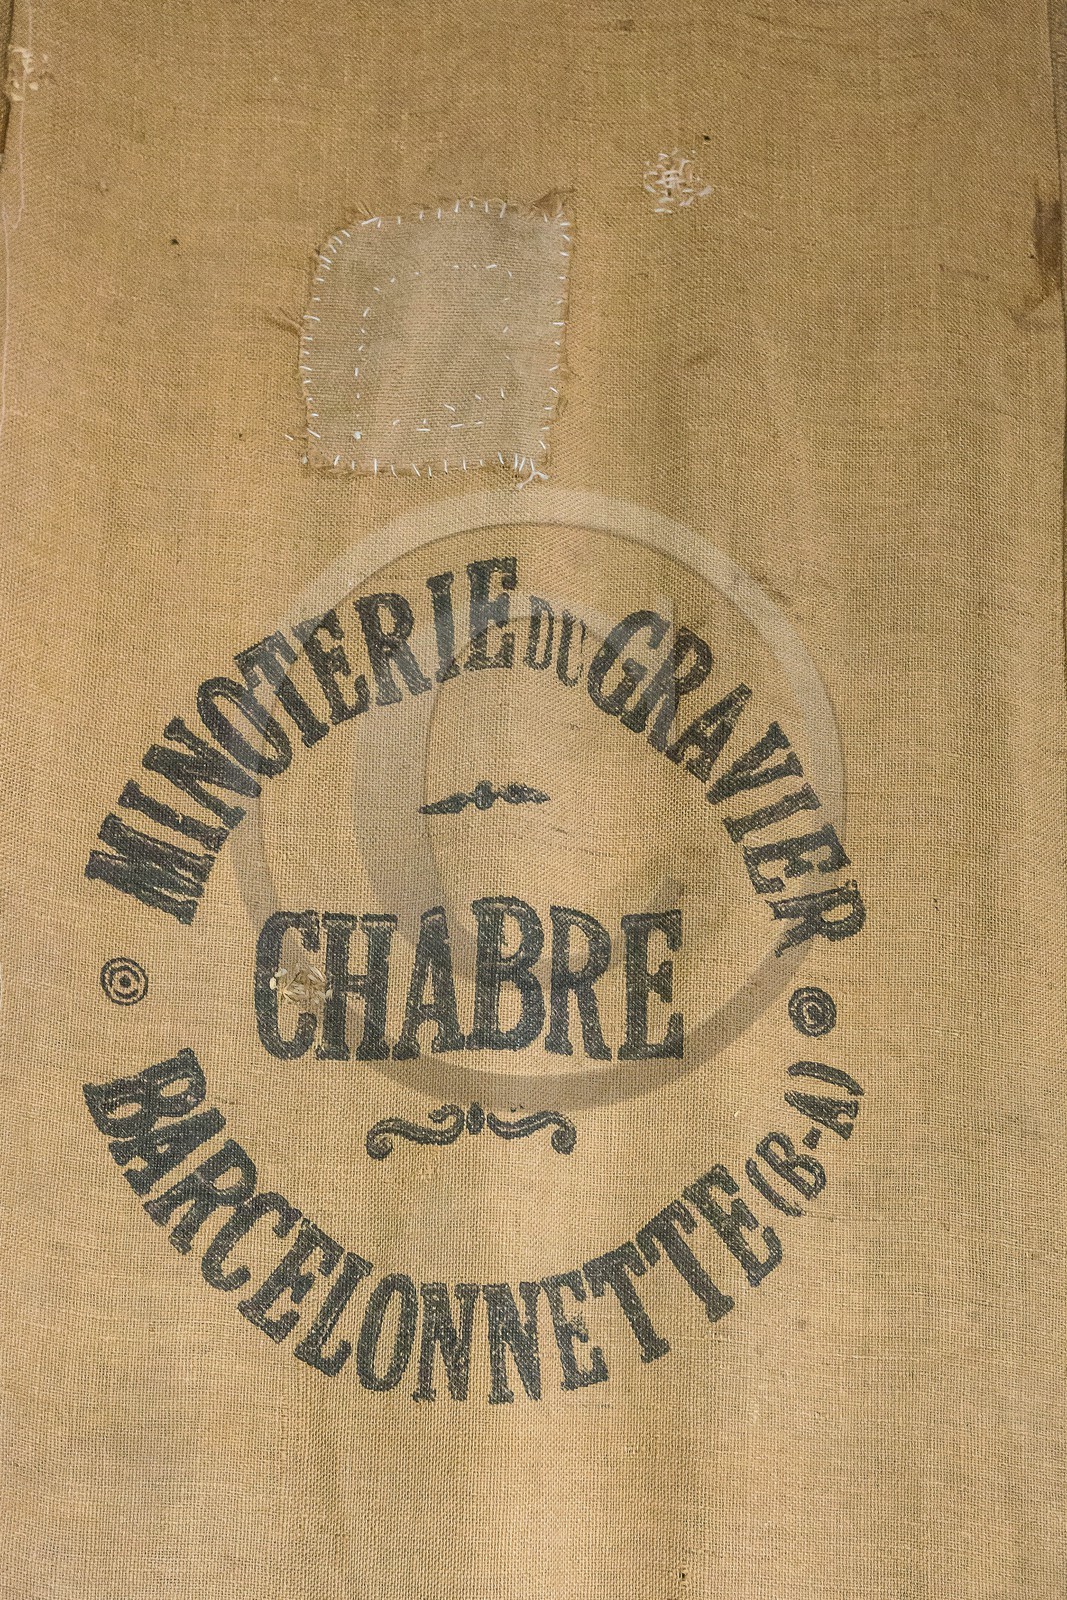 MINOTERIE DU GRAVIER
CHABRE
BARCELONNETTE (B-A)